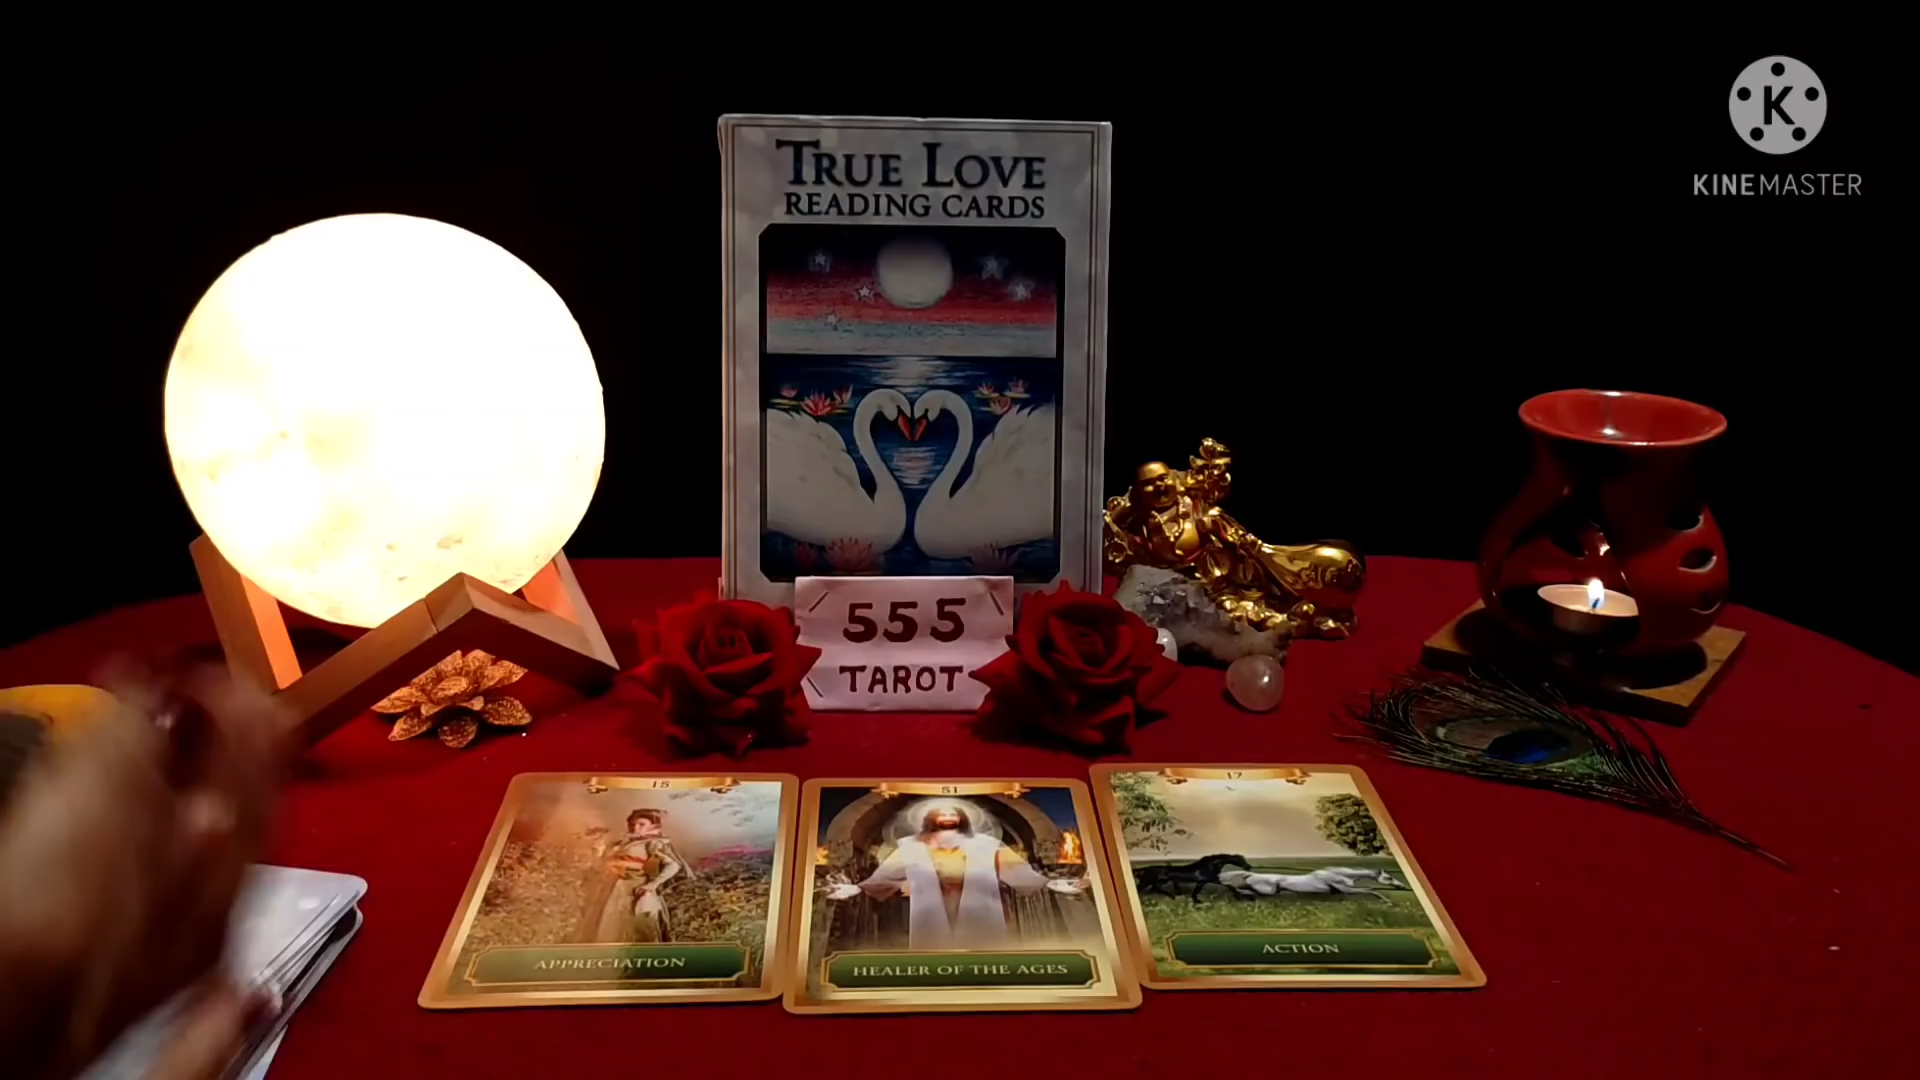 K
KINEMASTER
TRUE LOVE
READING CARDS
555
TAROT
15
APPRECIATION
51
HEALER OF THE AGES
17
ACTION